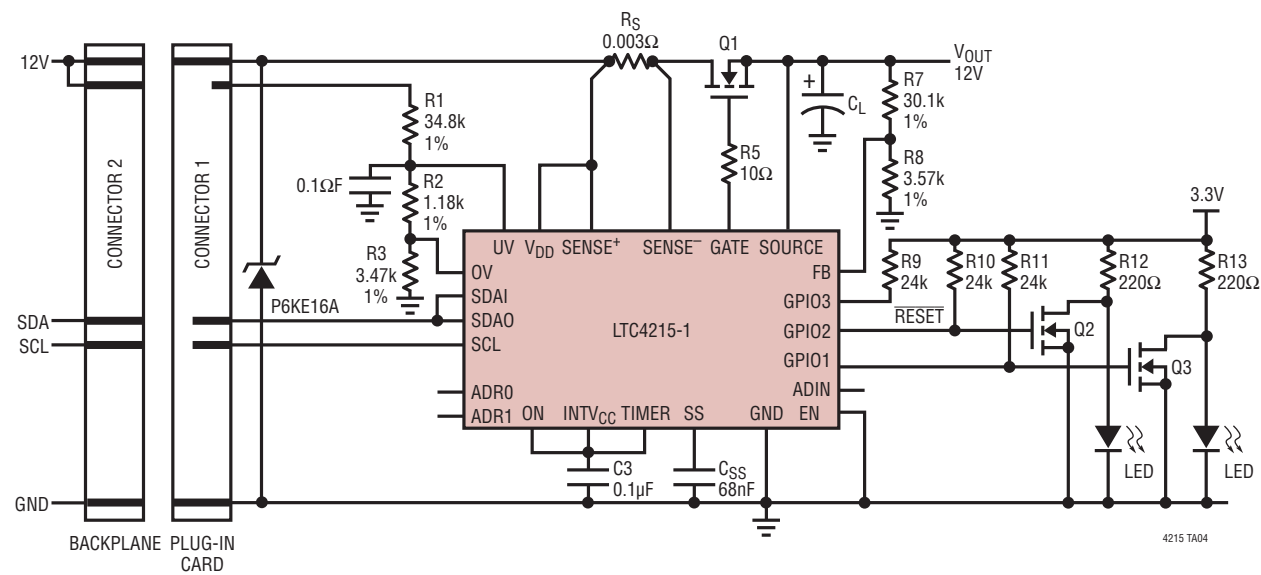 12V
SDA
SCL
GND
CONNECTOR 2
CONNECTOR 1
BACKPLANE
PLUG-IN
CARD
P6KE16A
R1
34.8k
1%
0.1ΩF
R2
1.18k
1%
R3
3.47k
1%
RS
0.003Ω
Q1
R5
10Ω
+
CL
VOUT
12V
R7
30.1k
1%
R8
3.57k
1%
UV
VDD
SENSE+
SENSE–
GATE
SOURCE
OV
SDAI
SDAO
SCL
ADR0
ADR1
LTC4215-1
FB
GPIO3
GPIO2
GPIO1
ADIN
ON
INTVCC
TIMER
SS
GND
EN
C3
0.1μF
CSS
68nF
3.3V
R9
24k
R10
24k
R11
24k
R12
220Ω
R13
220Ω
RESET
Q2
Q3
LED
LED
4215 TA04